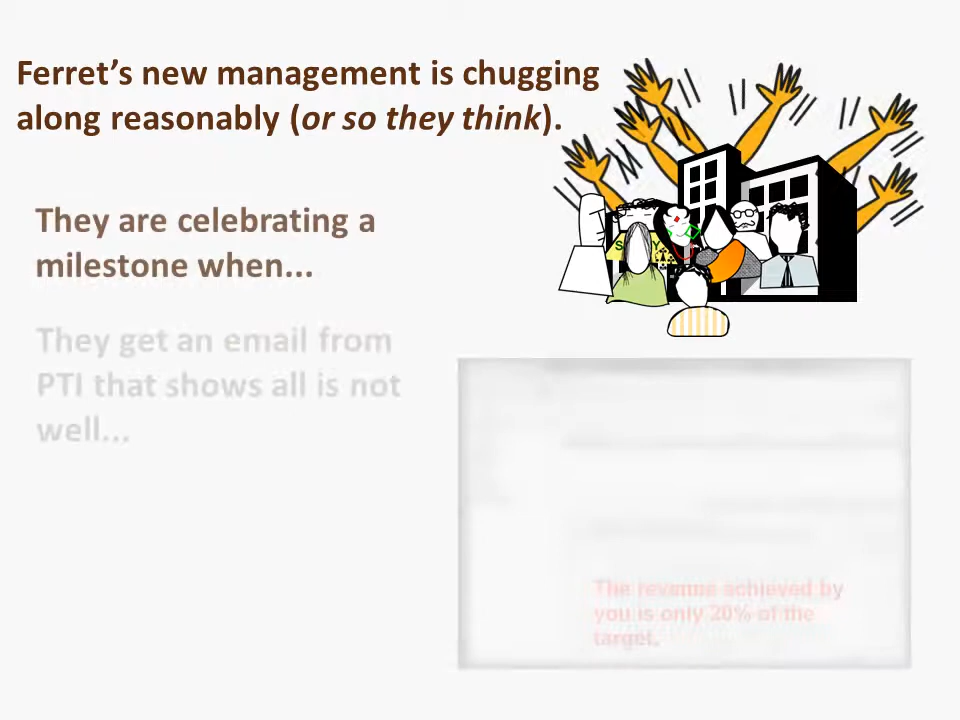 Ferret’s new management is chugging
along reasonably (or so they think).
They are celebrating a
milestone when...
They get an email from
PTI that shows all is not
well...
The revenue achieved by
you is only 20% of the
target.